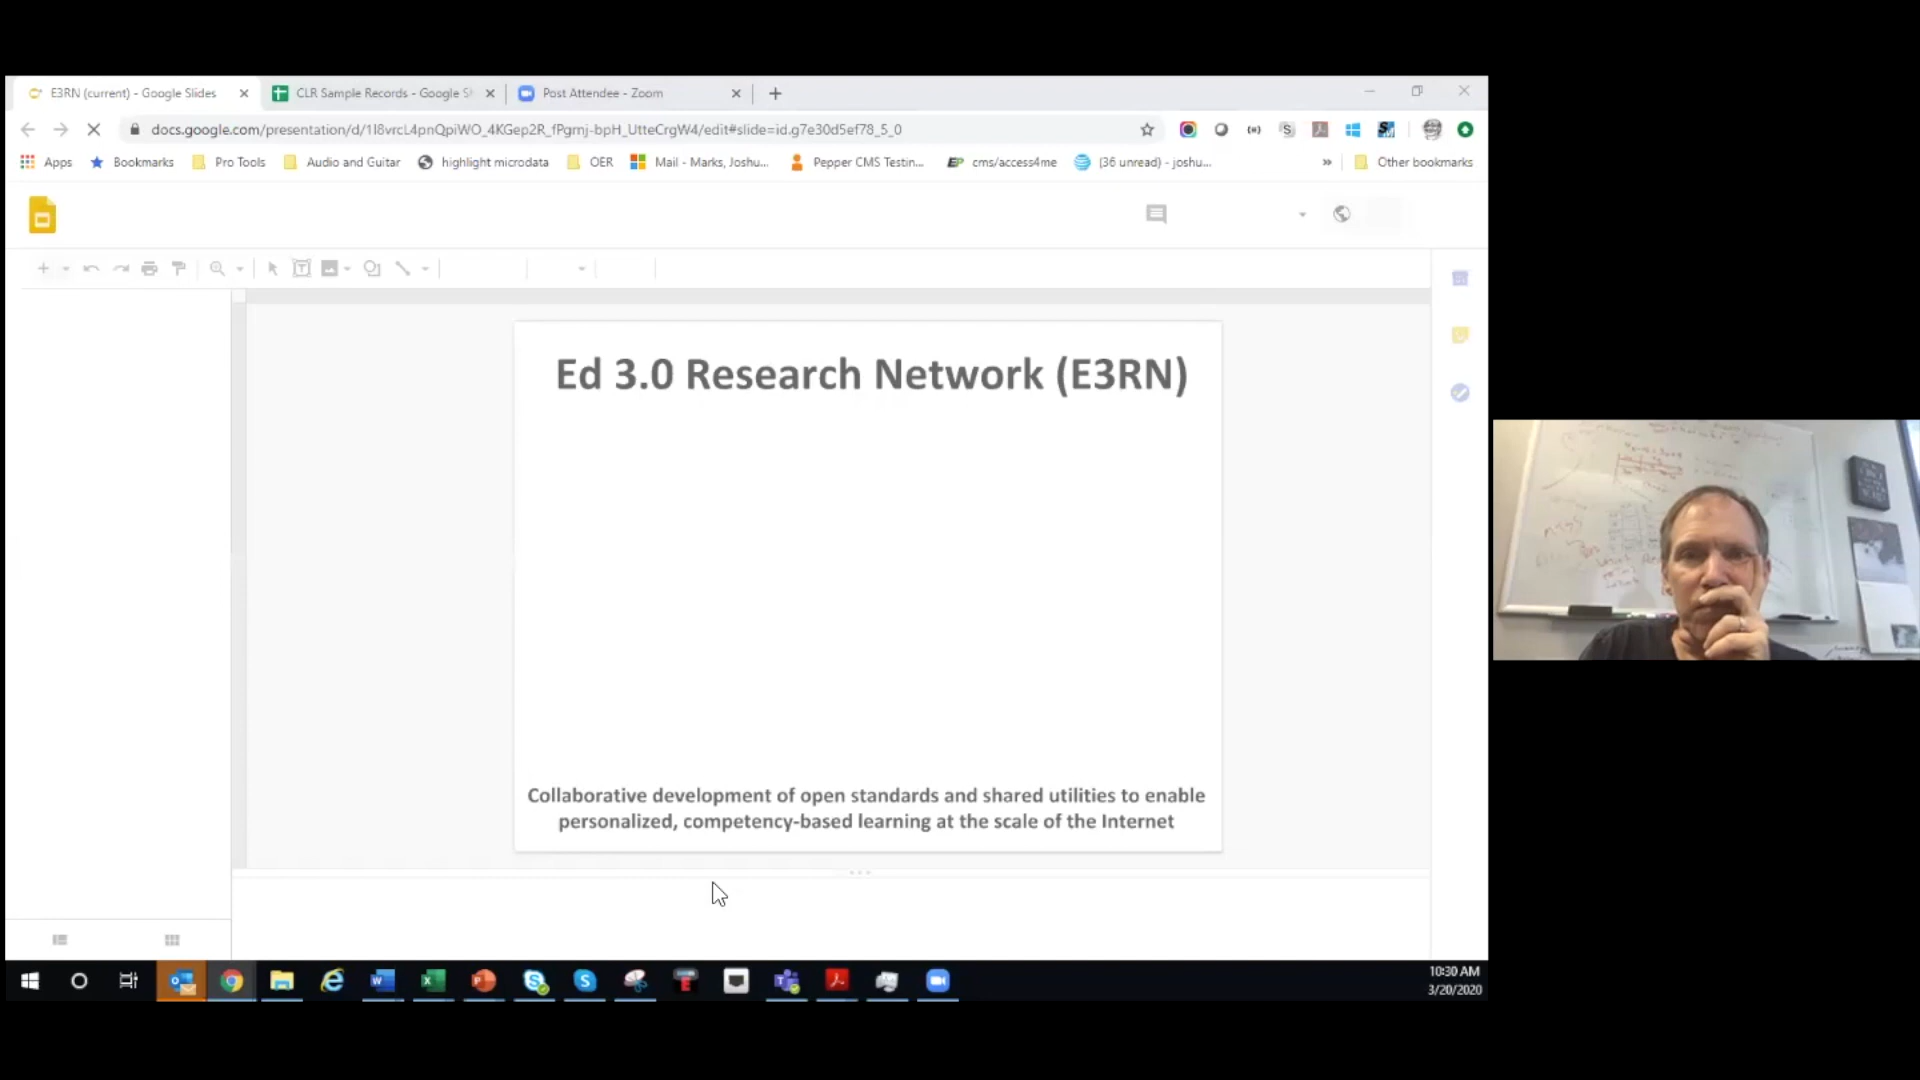 E3RN (current) - Google Slides
CLR Sample Records - Google Sh
Post Attendee - Zoom
docs.google.com/presentation/d/1I8vrcL4pnQpiWO_4KGep2R_fPgmj-bpH_UtteCrgW4/edit#slide=id.g7e30d5ef78_5_0
Apps
Bookmarks
Pro Tools
Audio and Guitar
highlight microdata
OER
Mail - Marks, Joshu...
Pepper CMS Testin...
cms/access4me
(36 unread) - joshu...
»
Other bookmarks
Ed 3.0 Research Network (E3RN)
Collaborative development of open standards and shared utilities to enable
personalized, competency-based learning at the scale of the Internet
10:30 AM
3/20/2020